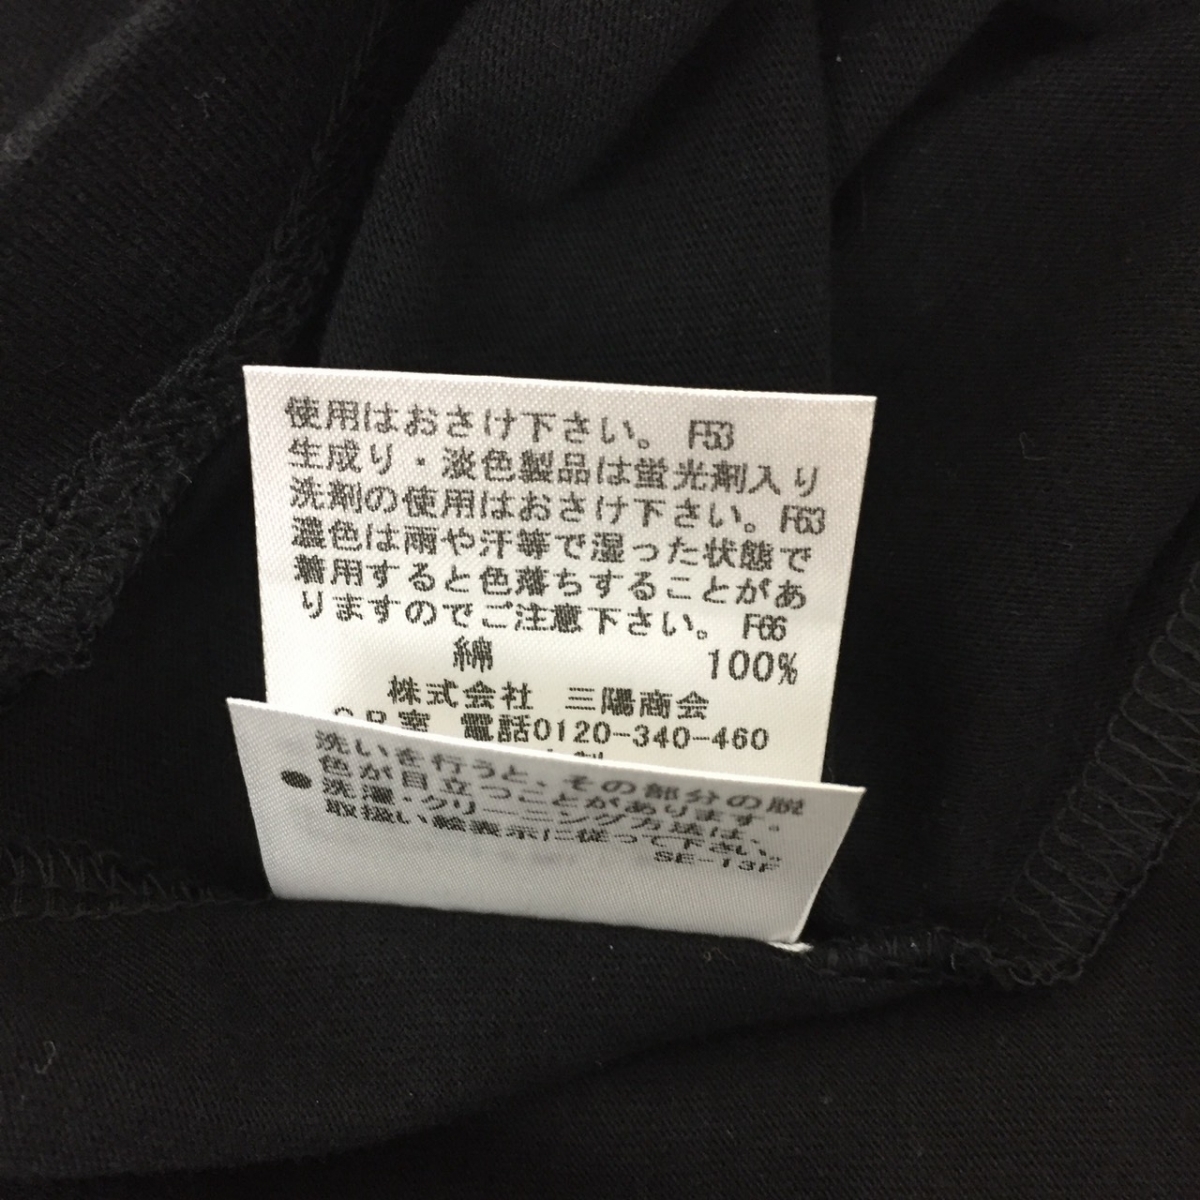 使用はおさけ下さい。 F53
生成り・淡色製品は蛍光剤入り
洗剤の使用はおさけ下さい。F63
濃色は雨や汗等で湿った状態で
着用すると色落ちすることがあ
りますのでご注意下さい。 F66
綿 100%
株式会社 三陽商会
CR室 電話0120-340-460
洗いを行うと、その部分の脱
色が目立つことがあります。
●洗濯・クリーニング方法は、
取扱い絵表示に従って下さい。
SE-13F